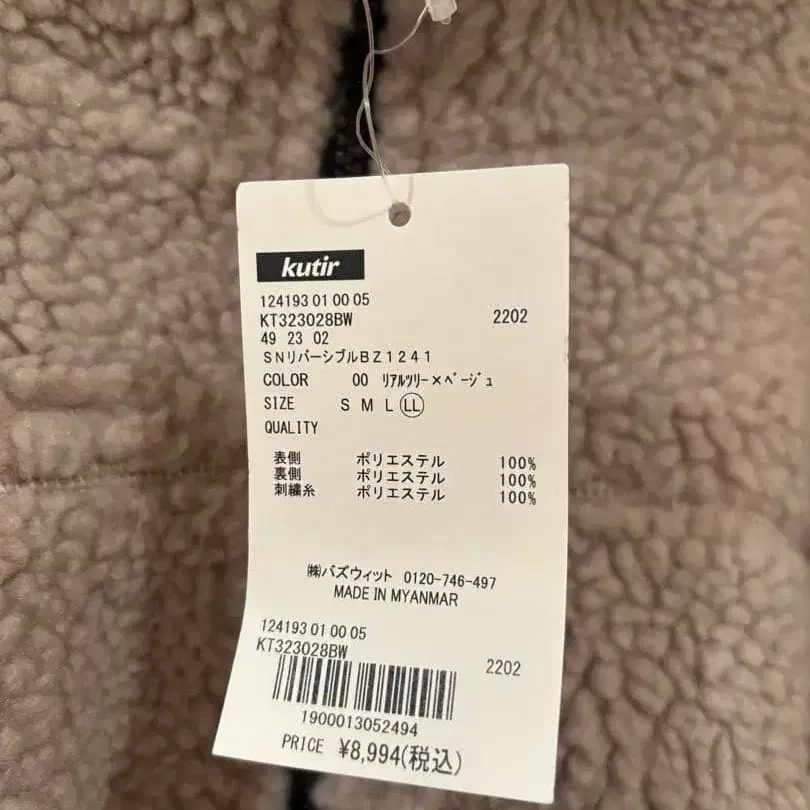 kutir
124193 01 00 05
KT323028BW 2202
49 23 02
SNリバーシブルBZ1241
COLOR 00 リアルツリー×ベージュ
SIZE S M L LL
QUALITY
表側 ポリエステル 100%
裏側 ポリエステル 100%
刺繍糸 ポリエステル 100%
㈱バズウィット 0120-746-497
MADE IN MYANMAR
124193 01 00 05
KT323028BW 2202
1900013052494
PRICE ¥8,994(税込)